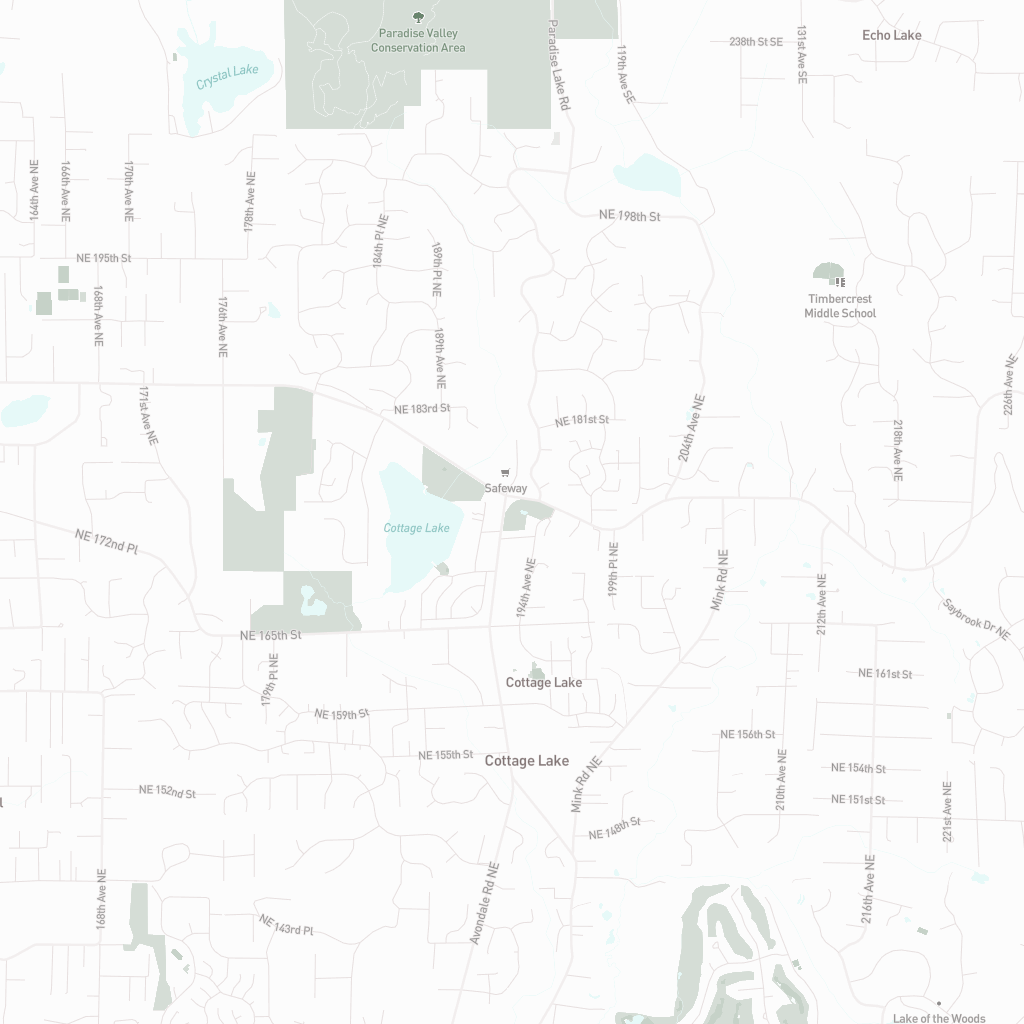 Paradise Valley
Conservation Area
Paradise Lake Rd
119th Ave SE
238th St SE
131st Ave SE
Echo Lake
Crystal Lake
164th Ave NE
166th Ave NE
170th Ave NE
178th Ave NE
184th Pl NE
189th Pl NE
NE 198th St
NE 195th St
168th Ave NE
176th Ave NE
189th Ave NE
Timbercrest
Middle School
171st Ave NE
NE 183rd St
NE 181st St
204th Ave NE
218th Ave NE
226th Ave NE
Safeway
Cottage Lake
NE 172nd Pl
194th Ave NE
199th Pl NE
Mink Rd NE
212th Ave NE
Saybrook Dr NE
NE 165th St
179th Pl NE
Cottage Lake
NE 161st St
NE 159th St
NE 155th St
Cottage Lake
Mink Rd NE
NE 156th St
210th Ave NE
NE 154th St
NE 152nd St
NE 151st St
221st Ave NE
l
NE 148th St
168th Ave NE
NE 143rd Pl
Avondale Rd NE
216th Ave NE
Lake of the Woods